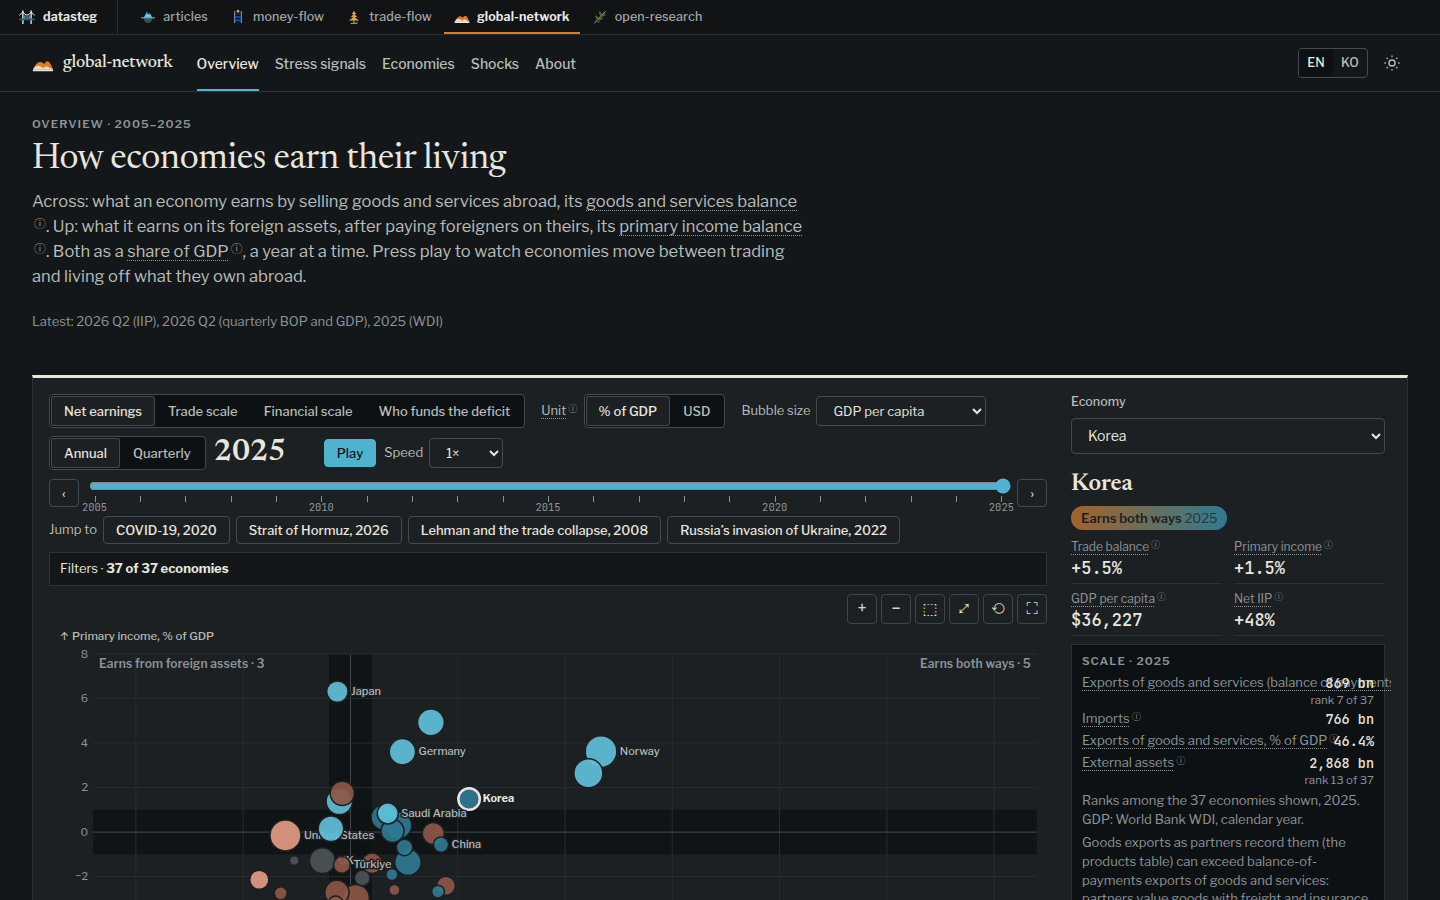 datasteg
articles
money-flow
trade-flow
global-network
open-research
global-network
Overview
Stress signals
Economies
Shocks
About
EN
KO
OVERVIEW · 2005–2025
How economies earn their living
Across: what an economy earns by selling goods and services abroad, its goods and services balance
ⓘ. Up: what it earns on its foreign assets, after paying foreigners on theirs, its primary income balance
ⓘ. Both as a share of GDP ⓘ, a year at a time. Press play to watch economies move between trading
and living off what they own abroad.
Latest: 2026 Q2 (IIP), 2026 Q2 (quarterly BOP and GDP), 2025 (WDI)
Net earnings
Trade scale
Financial scale
Who funds the deficit
Unit ⓘ
% of GDP
USD
Bubble size
GDP per capita
Annual
Quarterly
2025
Play
Speed
1×
‹
2005
2010
2015
2020
2025
›
Jump to
COVID-19, 2020
Strait of Hormuz, 2026
Lehman and the trade collapse, 2008
Russia’s invasion of Ukraine, 2022
Filters · 37 of 37 economies
+
−
↑ Primary income, % of GDP
8
6
4
2
0
−2
Earns from foreign assets · 3
Earns both ways · 5
Japan
Germany
Norway
Korea
Saudi Arabia
United States
China
Türkiye
Economy
Korea
Korea
Earns both ways 2025
Trade balance ⓘ
+5.5%
Primary income ⓘ
+1.5%
GDP per capita ⓘ
$36,227
Net IIP ⓘ
+48%
SCALE · 2025
Exports of goods and services (balance of payments
869 bn
rank 7 of 37
Imports ⓘ
766 bn
Exports of goods and services, % of GDP
46.4%
External assets ⓘ
2,868 bn
rank 13 of 37
Ranks among the 37 economies shown, 2025.
GDP: World Bank WDI, calendar year.
Goods exports as partners record them (the
products table) can exceed balance-of-
payments exports of goods and services:
partners value goods with freight and insurance